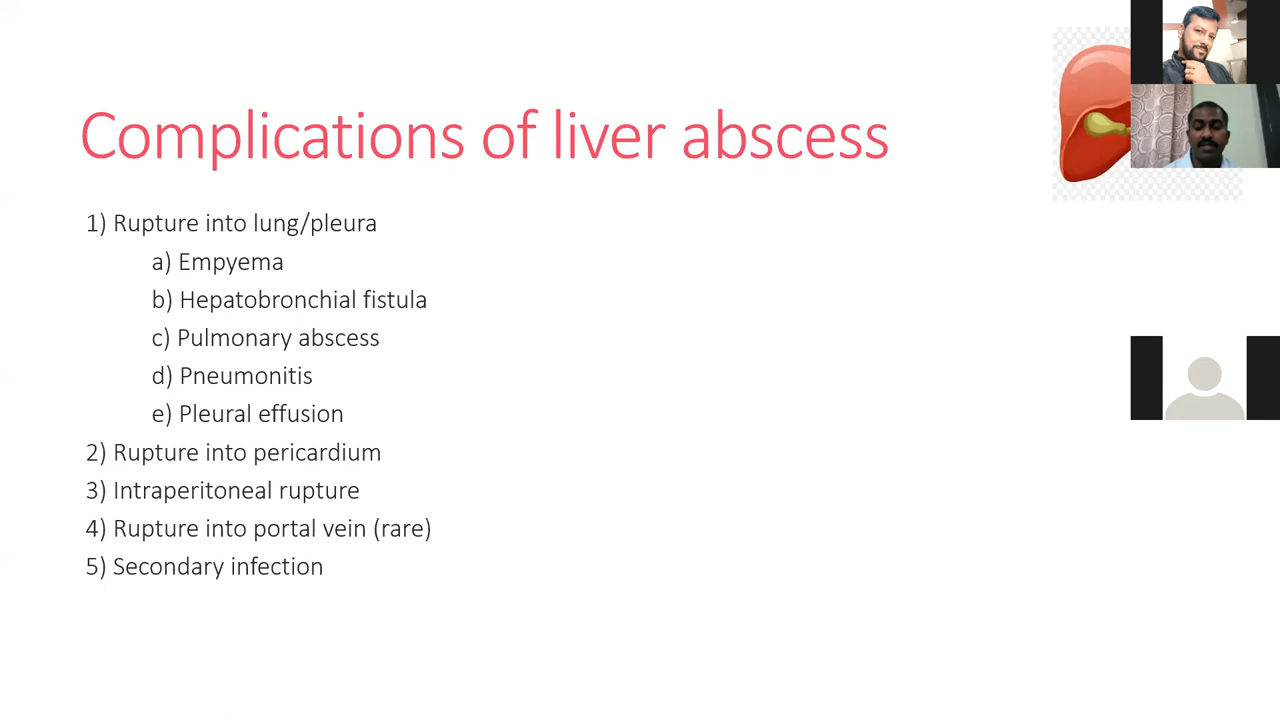 Complications of liver abscess
1) Rupture into lung/pleura
a) Empyema
b) Hepatobronchial fistula
c) Pulmonary abscess
d) Pneumonitis
e) Pleural effusion
2) Rupture into pericardium
3) Intraperitoneal rupture
4) Rupture into portal vein (rare)
5) Secondary infection